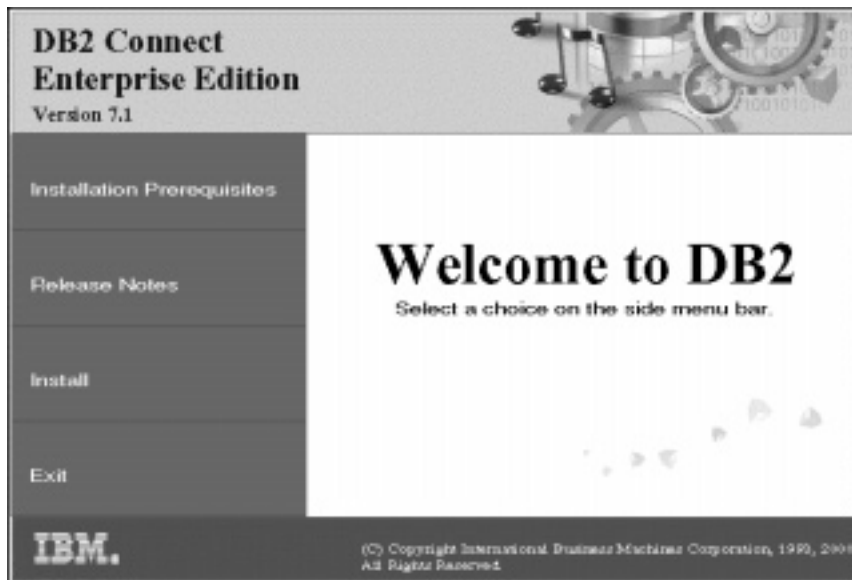 DB2 Connect
Enterprise Edition
Version 7.1
Installation Prerequisites
Release Notes
Install
Exit
Welcome to DB2
Select a choice on the side menu bar.
IBM.
(C) Copyright International Business Machines Corporation, 1993,
All Rights Reserved.